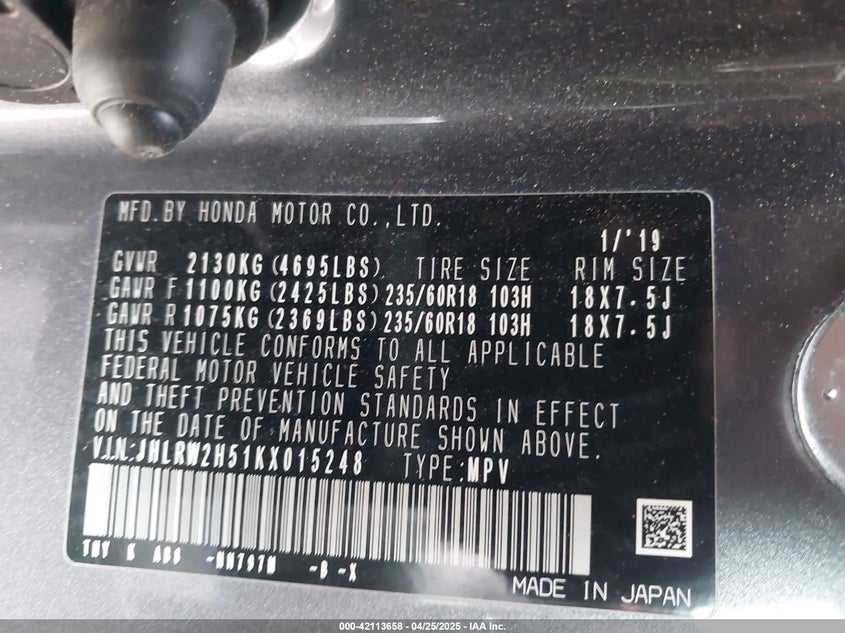 MFD.BY HONDA MOTOR CO.,LTD.
1/'19
GVWR 2130KG(4695LBS) TIRE SIZE RIM SIZE
GAWR F1100KG(2425LBS)235/60R18 103H 18X7.5J
GAWR R1075KG(2369LBS)235/60R18 103H 18X7.5J
THIS VEHICLE CONFORMS TO ALL APPLICABLE
FEDERAL MOTOR VEHICLE SAFETY
AND THEFT PREVENTION STANDARDS IN EFFECT
ON THE DATE OF MANUFACTURE SHOWN ABOVE.
V.I.N:JHLRW2H51KX015248 TYPE:MPV
K -NH797M -B -X
MADE IN JAPAN
000-42113658 - 04/25/2025 - IAA Inc.